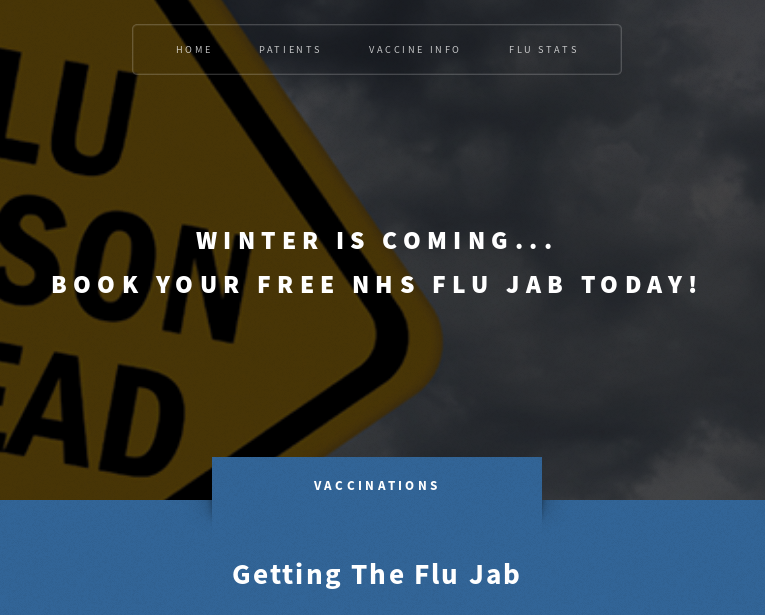 HOME
PATIENTS
VACCINE INFO
FLU STATS
LU
SON
EAD
WINTER IS COMING...
BOOK YOUR FREE NHS FLU JAB TODAY!
VACCINATIONS
Getting The Flu Jab